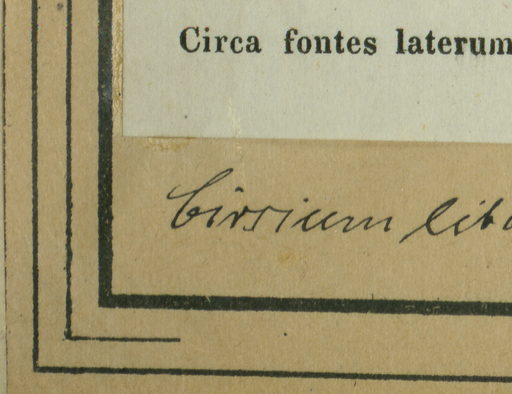 Circa fontes laterum
Cirsium